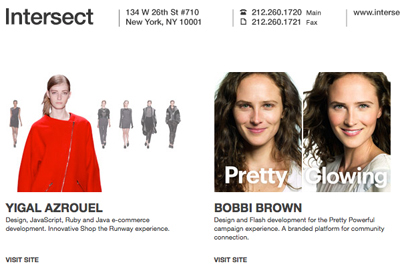 Intersect
134 W 26th St #710
New York, NY 10001
212.260.1720 Main
212.260.1721 Fax
www.interse
Pretty Glowing
YIGAL AZROUEL
Design, JavaScript, Ruby and Java e-commerce
development. Innovative Shop the Runway experience.
VISIT SITE
BOBBI BROWN
Design and Flash development for the Pretty Powerful
campaign experience. A branded platform for community
connection.
VISIT SITE